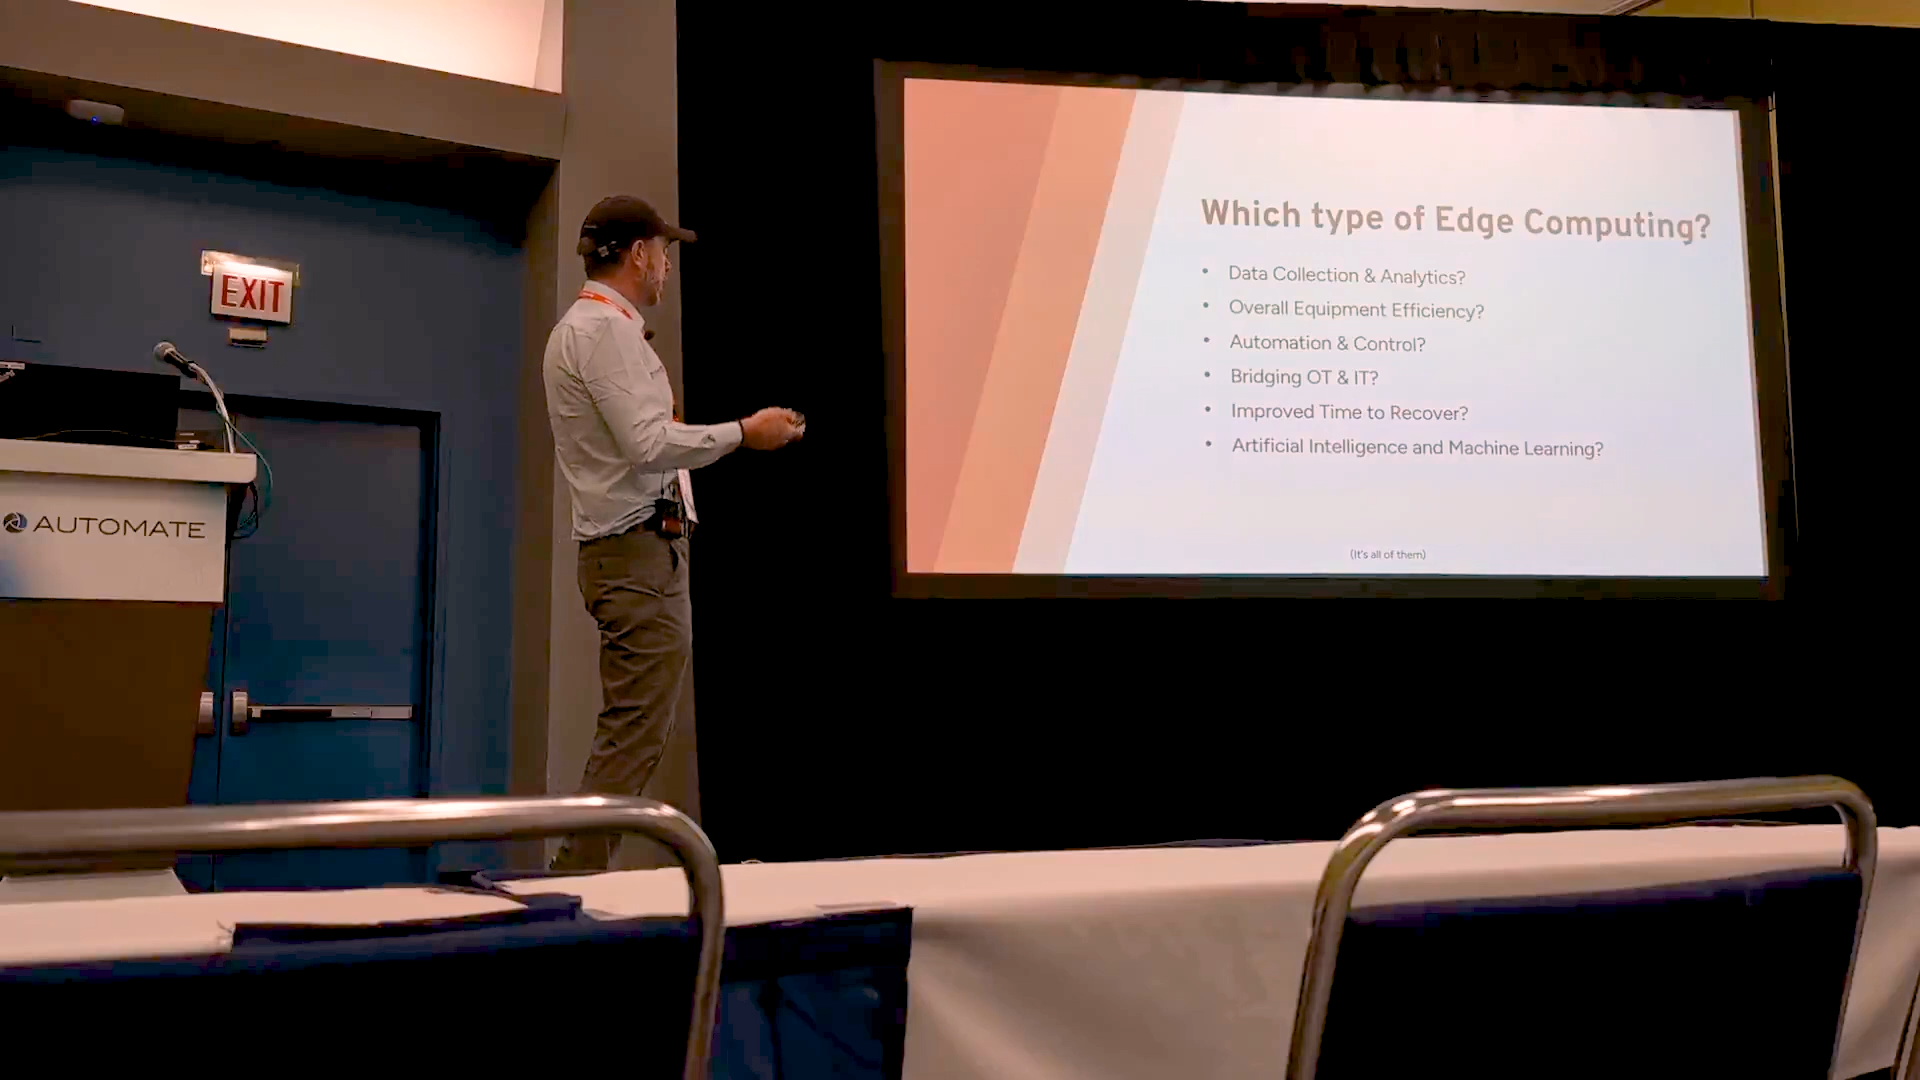 EXIT
AUTOMATE
Which type of Edge Computing?
• Data Collection & Analytics?
• Overall Equipment Efficiency?
• Automation & Control?
• Bridging OT & IT?
• Improved Time to Recover?
• Artificial Intelligence and Machine Learning?
(It's all of them)